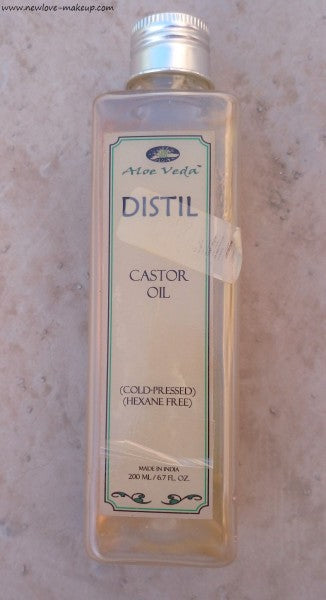 www.newlove-makeup.com
Aloe Veda™
DISTIL
CASTOR
OIL
(COLD-PRESSED)
(HEXANE FREE)
MADE IN INDIA
200 ML / 6.7 FL. OZ.